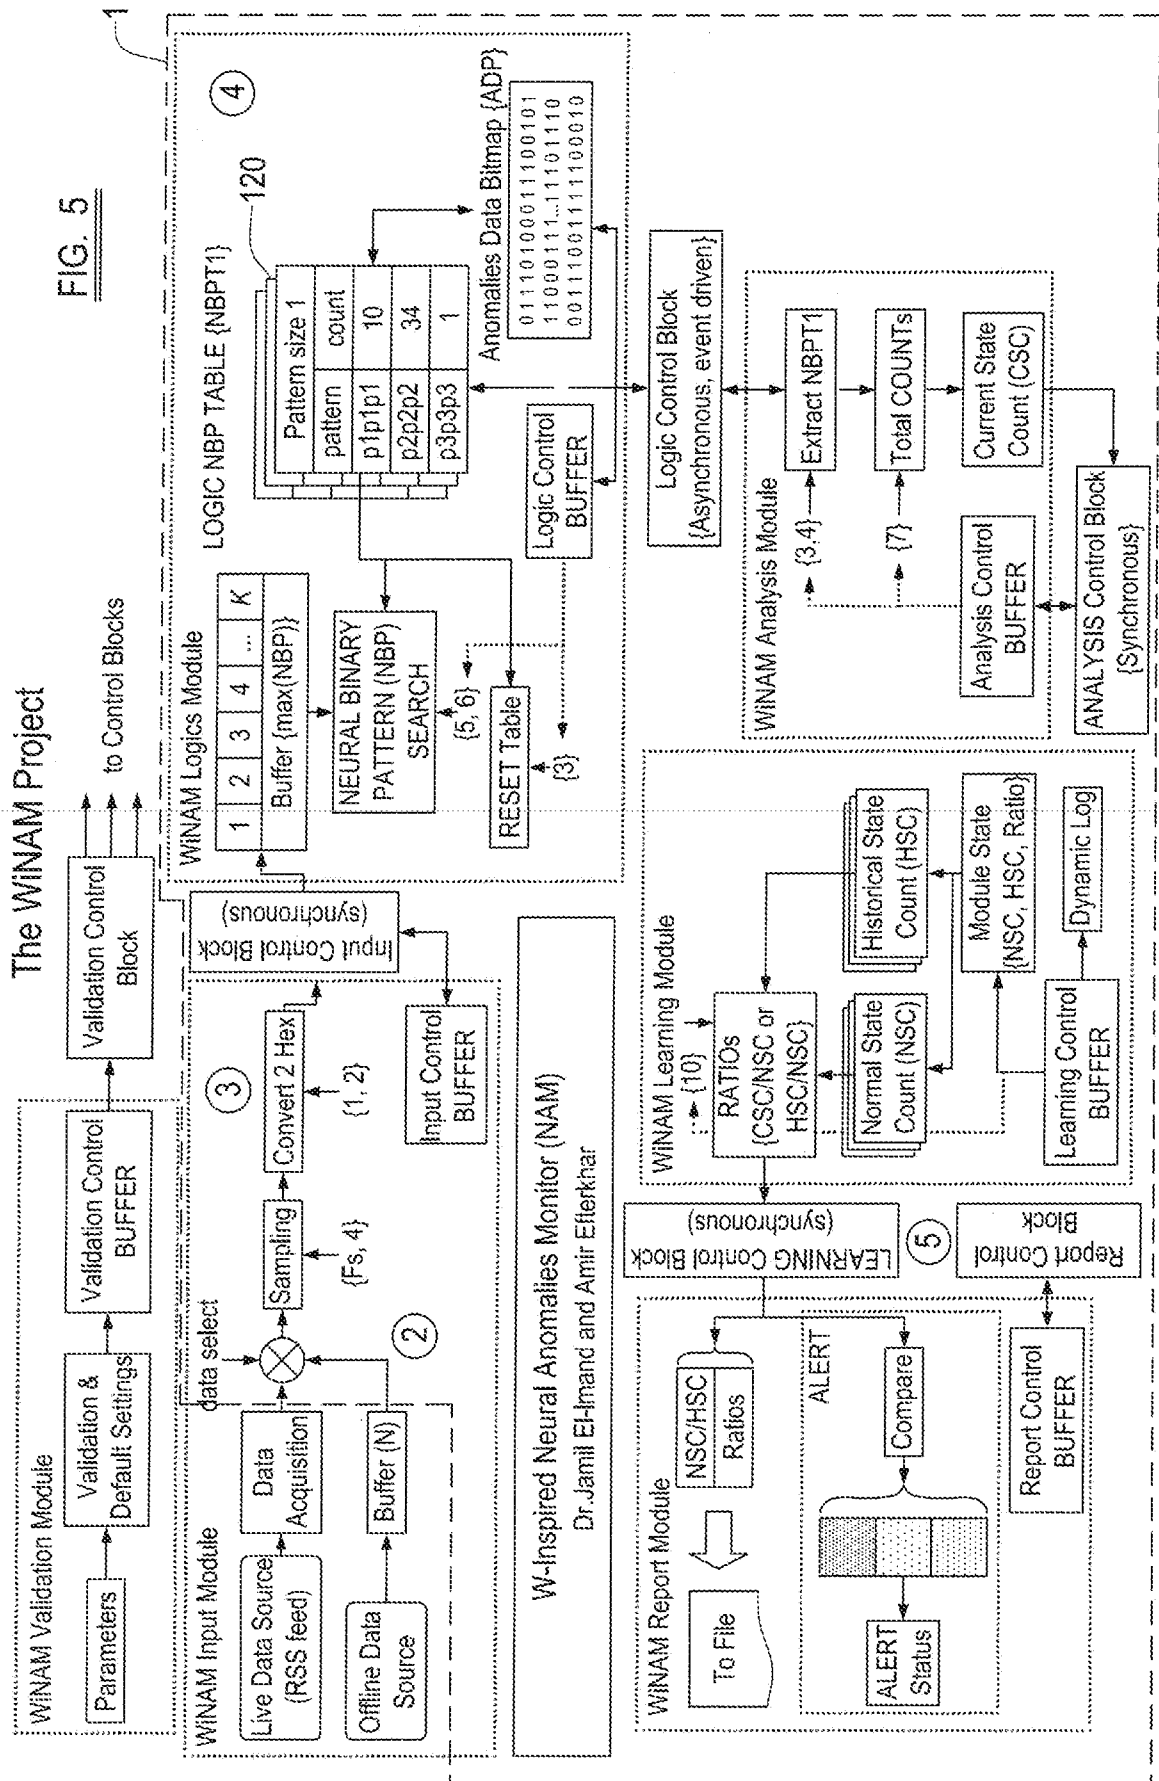 The WiNAM Project
FIG. 5
1
WiNAM Validation Module
Parameters
Validation &
Default Settings
Validation Control
BUFFER
Validation Control
Block
to Control Blocks
WiNAM Input Module
Live Data Source
(RSS feed)
Data
Acquisition
data select
Offline Data
Source
Buffer (N)
2
Sampling
{Fs, 4}
3
Convert 2 Hex
{1, 2}
Input Control
BUFFER
Input Control Block
(synchronous)
WiNAM Logics Module
1 2 3 4 ... K
Buffer {max(NBP)}
NEURAL BINARY
PATTERN (NBP)
SEARCH
{5, 6}
RESET Table
{3}
LOGIC NBP TABLE {NBPT1}
120
4
Pattern size 1
pattern count
p1p1p1 10
p2p2p2 34
p3p3p3 1
Logic Control
BUFFER
Anomalies Data Bitmap {ADP}
0111010001110010​1
11000111...11101110
0011100111110001​0
W-Inspired Neural Anomalies Monitor (NAM)
Dr.Jamil El-Imand and Amir Efterkhar
Logic Control Block
{Asynchronous, event driven}
WiNAM Analysis Module
Extract NBPT1
{3,4}
Total COUNTs
{7}
Current State
Count (CSC)
Analysis Control
BUFFER
ANALYSIS Control Block
{Synchronous}
WiNAM Learning Module
{10}
RATIOs
{CSC/NSC or
HSC/NSC}
Normal State
Count (NSC)
Historical State
Count (HSC)
Module State
{NSC, HSC, Ratio}
Learning Control
BUFFER
Dynamic Log
LEARNING Control Block
(synchronous)
5
Report Control
Block
WiNAM Report Module
To File
NSC/HSC
Ratios
ALERT
Compare
ALERT
Status
Report Control
BUFFER